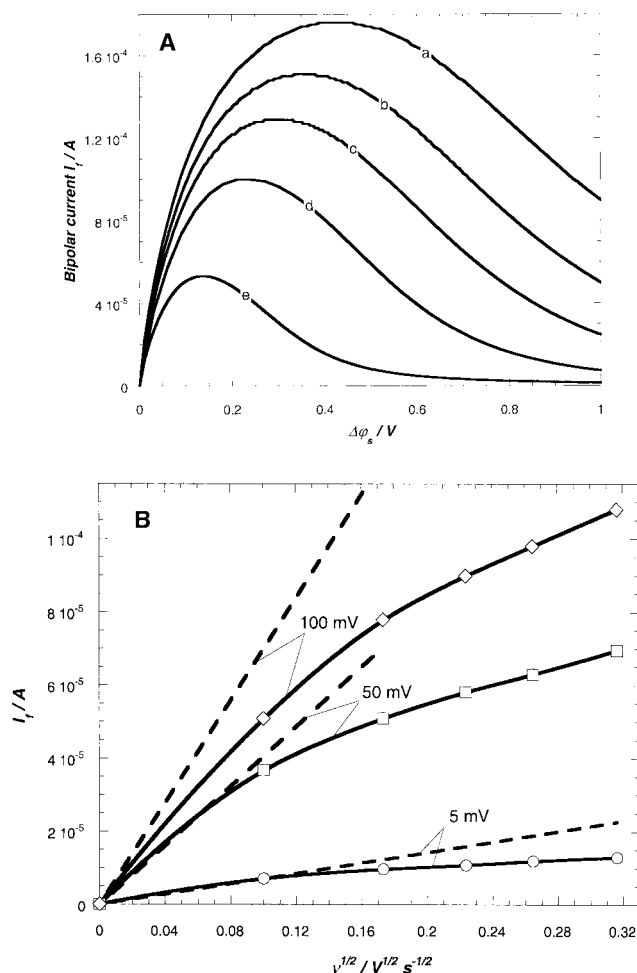 A
1.6 10⁻⁴
1.2 10⁻⁴
8 10⁻⁵
4 10⁻⁵
0
Bipolar current I_f / A
a
b
c
d
e
0
0.2
0.4
0.6
0.8
1
Δφ_s / V
B
1 10⁻⁴
8 10⁻⁵
6 10⁻⁵
4 10⁻⁵
2 10⁻⁵
0
I_f / A
100 mV
50 mV
5 mV
0
0.04
0.08
0.12
0.16
0.2
0.24
0.28
0.32
ν^1/2 / V^1/2 s^-1/2